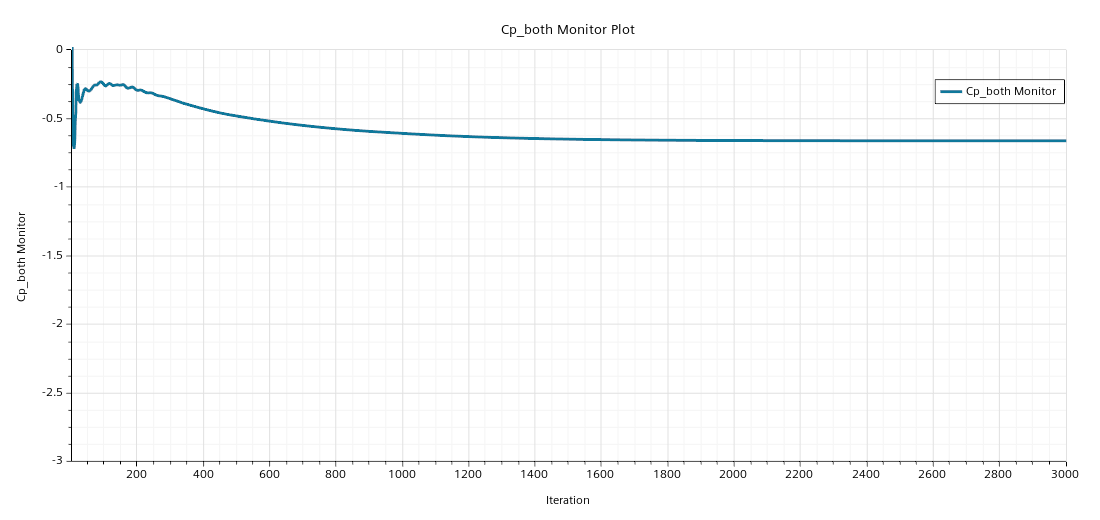 Cp_both Monitor Plot
Cp_both Monitor
Cp_both Monitor
0
-0.5
-1
-1.5
-2
-2.5
-3
200 400 600 800 1000 1200 1400 1600 1800 2000 2200 2400 2600 2800 3000
Iteration